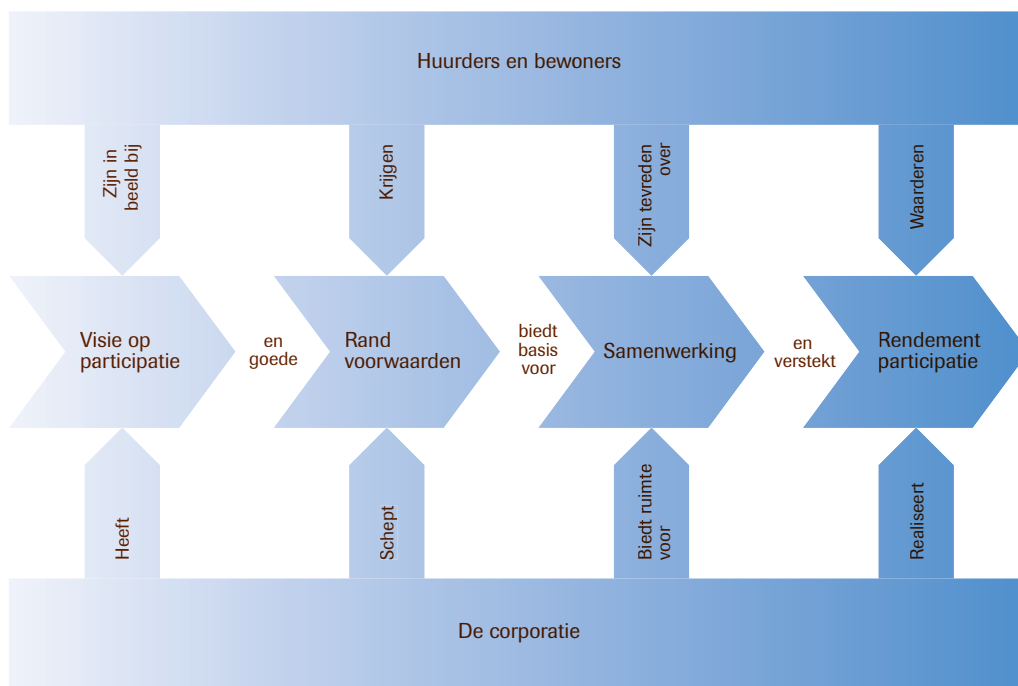 Huurders en bewoners
Zijn in
beeld bij
Krijgen
Zijn tevreden
over
Waarderen
Visie op
participatie
en
goede
Rand
voorwaarden
biedt
basis
voor
Samenwerking
en
verstekt
Rendement
participatie
Heeft
Schept
Biedt ruimte
voor
Realiseert
De corporatie